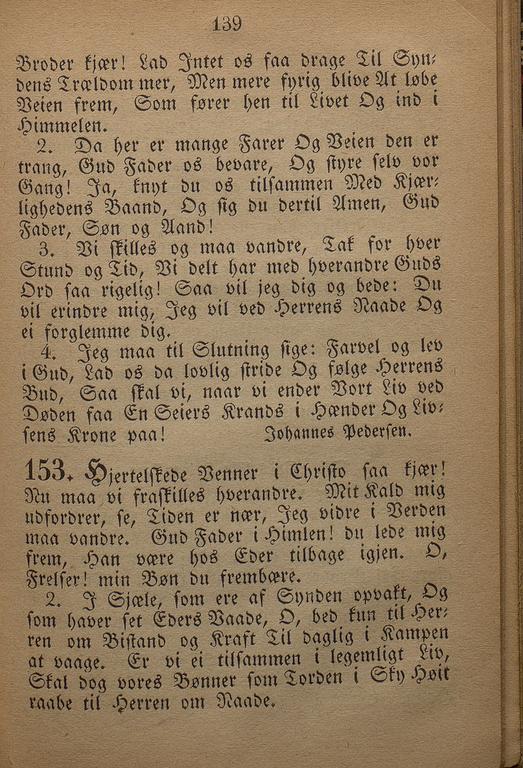 139
Broder kjær! Lad Intet os faa drage Til Syn-
dens Trældom mer, Men mere fyrig blive At løbe
Veien frem, Som fører hen til Livet Og ind i
Himmelen.
2. Da her er mange Farer Og Veien den er
trang, Gud Fader os bevare, Og styre selv vor
Gang! Ja, knyt du os tilsammen Med Kjær-
lighedens Baand, Og sig du dertil Amen, Gud
Fader, Søn og Aand!
3. Vi skilles og maa vandre, Tak for hver
Stund og Tid, Vi delt har med hverandre Guds
Ord saa rigelig! Saa vil jeg dig og bede: Du
vil erindre mig, Jeg vil ved Herrens Naade Og
ei forglemme dig.
4. Jeg maa til Slutning sige: Farvel og lev
i Gud, Lad os da lovlig stride Og følge Herrens
Bud, Saa skal vi, naar vi ender Vort Liv ved
Døden faa En Seiers Krands i Hænder Og Liv-
sens Krone paa! Johannes Pedersen.
153. Hjertelskede Venner i Christo saa kjær!
Nu maa vi fraskilles hverandre. Mit Kald mig
udfordrer, se, Tiden er nær, Jeg vidre i Verden
maa vandre. Gud Fader i Himlen! du lede mig
frem, Han være hos Eder tilbage igjen. O,
Frelser! min Bøn du frembære.
2. I Sjæle, som ere af Synden opvakt, Og
som haver set Eders Vaade, O, bed kun til Her-
ren om Bistand og Kraft Til daglig i Kampen
at vaage. Er vi ei tilsammen i legemligt Liv,
Skal dog vores Bønner som Torden i Sky Høit
raabe til Herren om Naade.